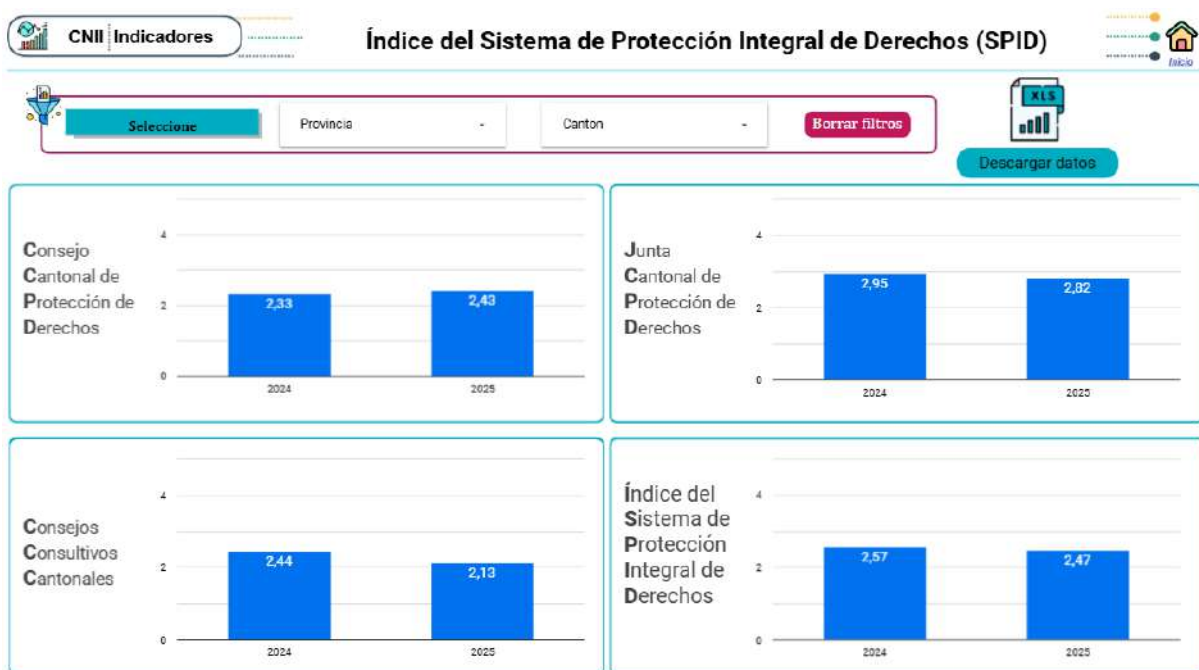 CNII Indicadores
Índice del Sistema de Protección Integral de Derechos (SPID)
Inicio
Seleccione
Provincia
Canton
Borrar filtros
XLS
Descargar datos
Consejo
Cantonal de
Protección de
Derechos
4
2
0
2,33
2,43
2024
2025
Junta
Cantonal de
Protección de
Derechos
4
2
0
2,95
2,82
2024
2025
Consejos
Consultivos
Cantonales
4
2
0
2,44
2,13
2024
2025
Índice del
Sistema de
Protección
Integral de
Derechos
4
2
0
2,57
2,47
2024
2025